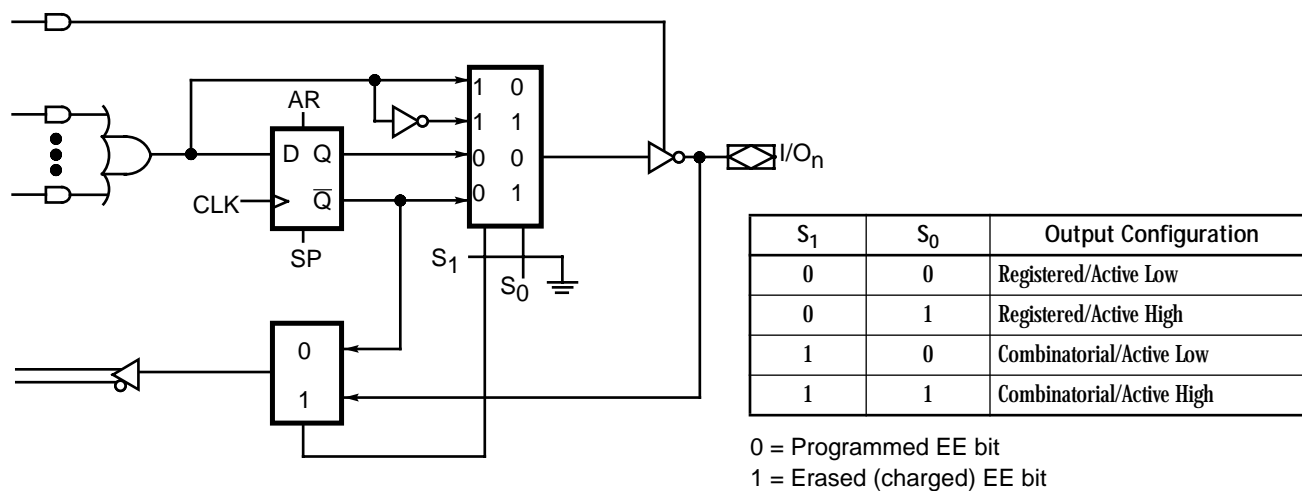 AR
1 0
1 1
D Q
0 0
I/On
CLK
Q̅
0 1
SP
S1
S0
0
1
S1 S0 Output Configuration
0 0 Registered/Active Low
0 1 Registered/Active High
1 0 Combinatorial/Active Low
1 1 Combinatorial/Active High
0 = Programmed EE bit
1 = Erased (charged) EE bit